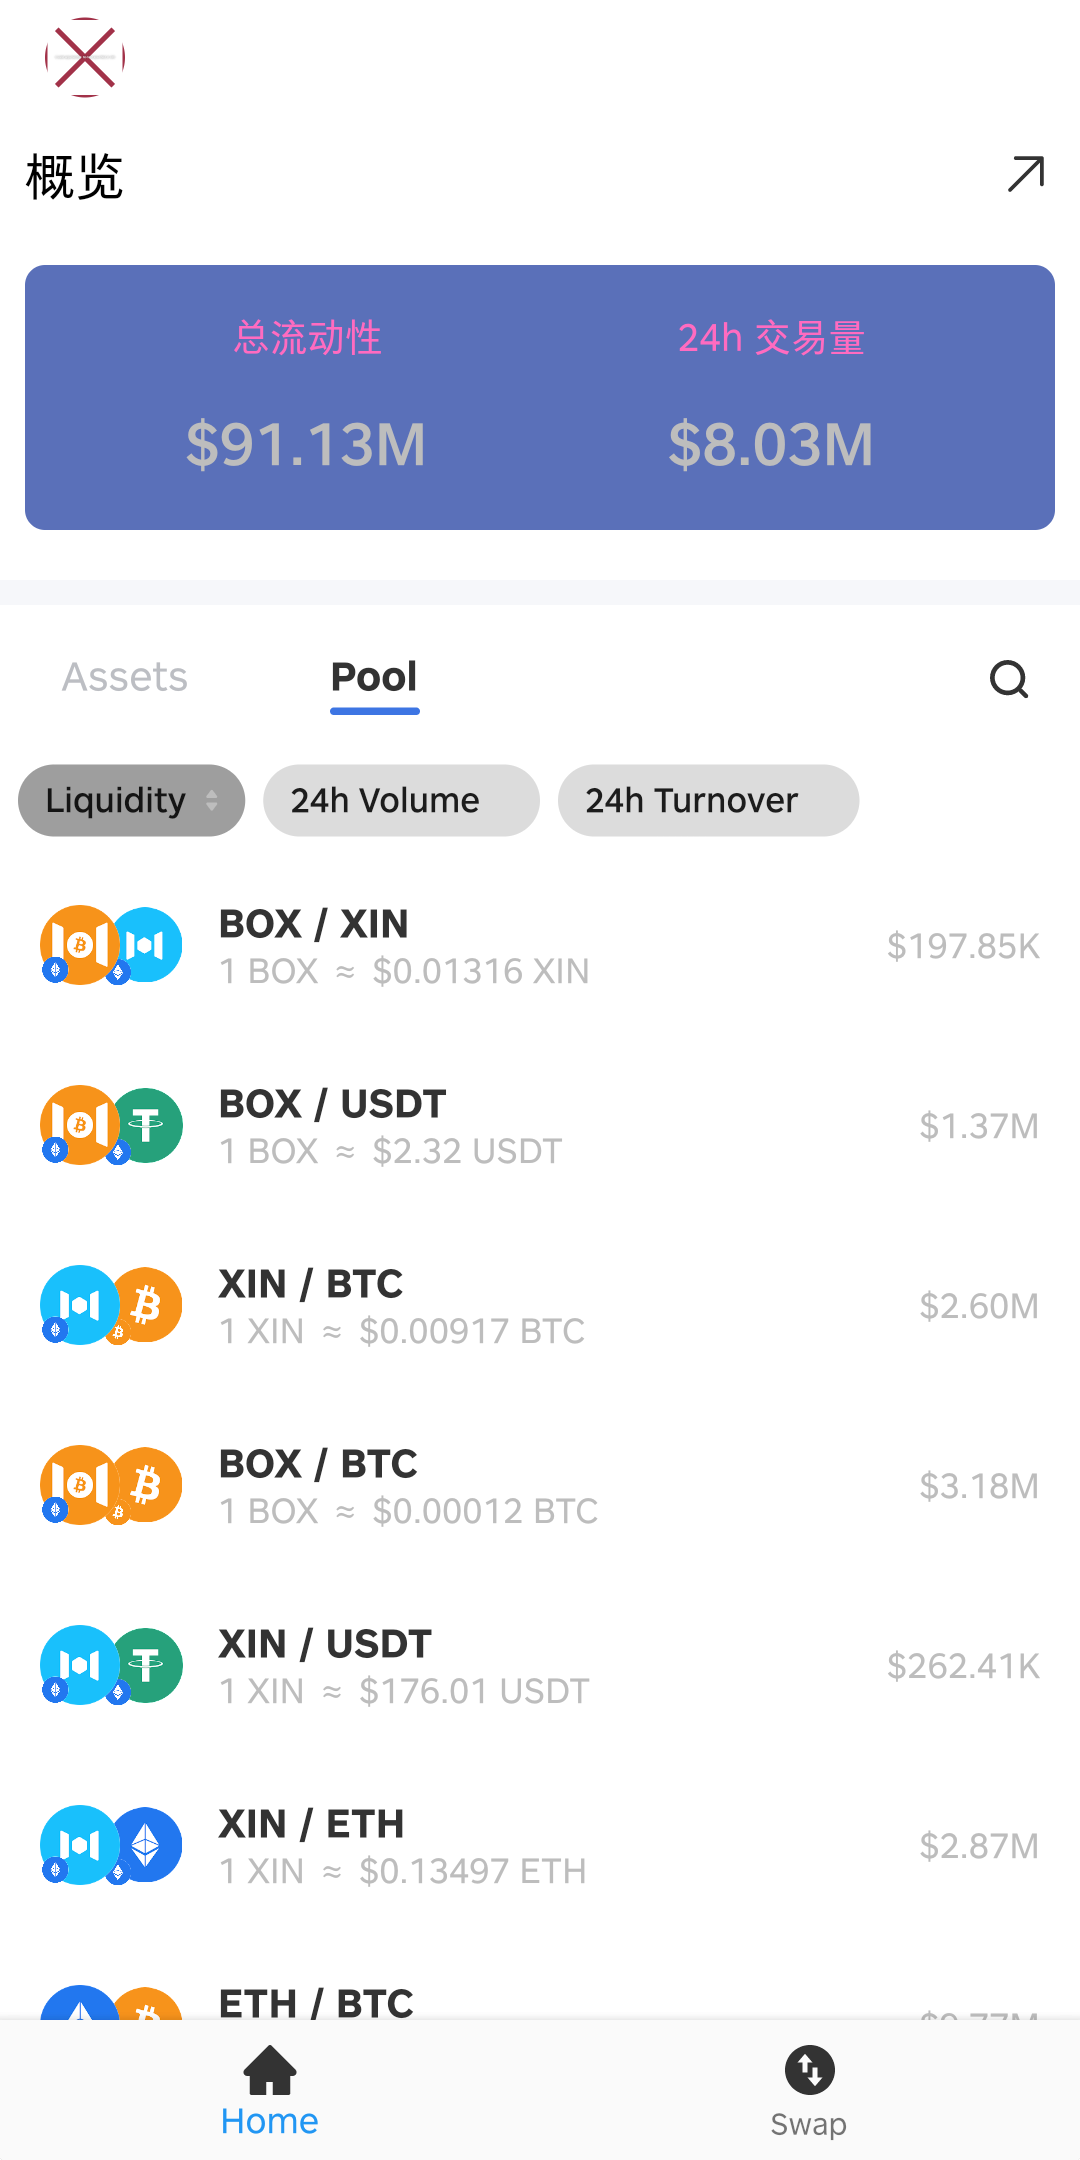 概览
总流动性 24h 交易量
$91.13M $8.03M
Assets Pool
Liquidity 24h Volume 24h Turnover
BOX / XIN
1 BOX ≈ $0.01316 XIN $197.85K
BOX / USDT
1 BOX ≈ $2.32 USDT $1.37M
XIN / BTC
1 XIN ≈ $0.00917 BTC $2.60M
BOX / BTC
1 BOX ≈ $0.00012 BTC $3.18M
XIN / USDT
1 XIN ≈ $176.01 USDT $262.41K
XIN / ETH
1 XIN ≈ $0.13497 ETH $2.87M
ETH / BTC
Home Swap